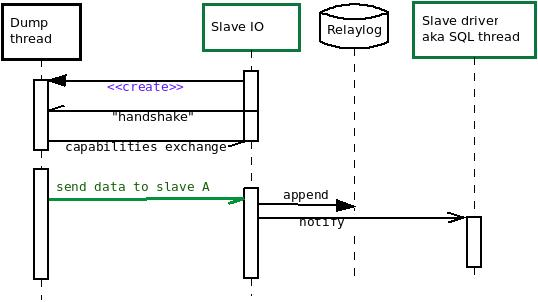 Dump
thread
Slave IO
Relaylog
Slave driver
aka SQL thread
<<create>>
"handshake"
capabilities exchange
send data to slave A
append
notify